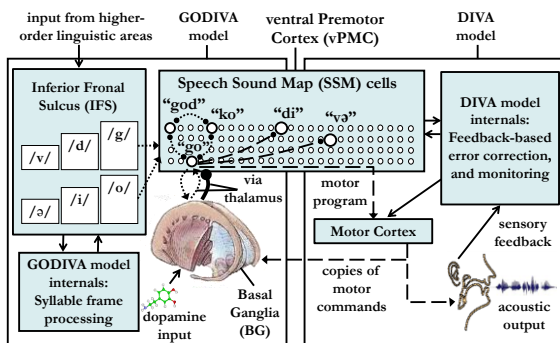 input from higher-
order linguistic areas
GODIVA
model
ventral Premotor
Cortex (vPMC)
DIVA
model
Inferior Fronal
Sulcus (IFS)
/v/
/d/
/g/
/ə/
/i/
/o/
GODIVA model
internals:
Syllable frame
processing
Speech Sound Map (SSM) cells
“god”
“ko”
“di”
“və”
“go”
via
thalamus
motor
program
dopamine
input
Basal
Ganglia
(BG)
Motor Cortex
copies of
motor
commands
DIVA model
internals:
Feedback-based
error correction,
and monitoring
sensory
feedback
acoustic
output